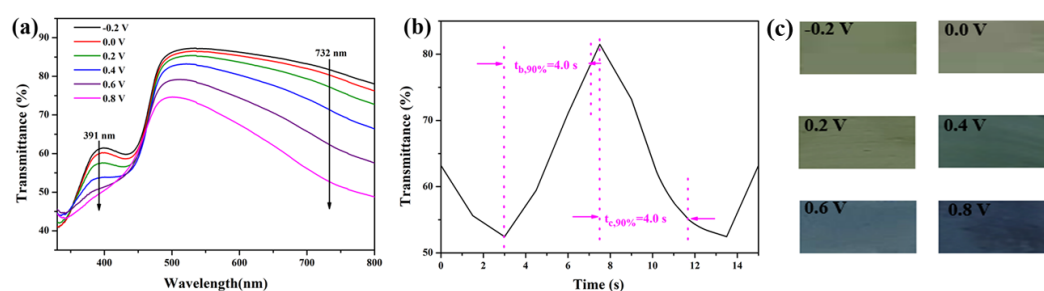 (a)
-0.2 V
0.0 V
0.2 V
0.4 V
0.6 V
0.8 V
732 nm
391 nm
90
80
70
60
50
40
400
500
600
700
800
Transmittance (%)
Wavelength(nm)
(b)
80
70
60
50
0
2
4
6
8
10
12
14
tb,90%=4.0 s
tc,90%=4.0 s
Transmittance (%)
Time (s)
(c)
-0.2 V
0.0 V
0.2 V
0.4 V
0.6 V
0.8 V